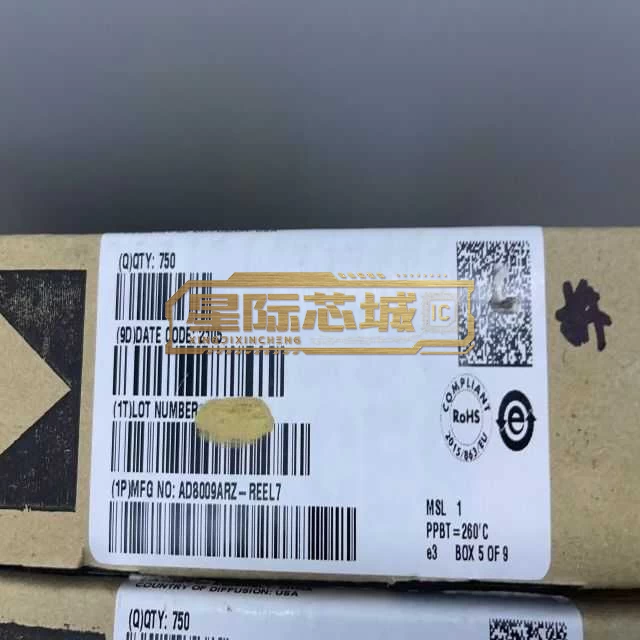 (Q)QTY: 750
星际芯城
IC
XINGJIXINCHENG
(9D)DATE CODE:
(1T)LOT NUMBER
COMPLIANT
RoHS
2015/863/EU
e
(1P)MFG NO: AD8009ARZ-REEL7
MSL 1
PPBT=260°C
e3 BOX 5 OF 9
COUNTRY OF DIFFUSION: USA
(Q)QTY: 750